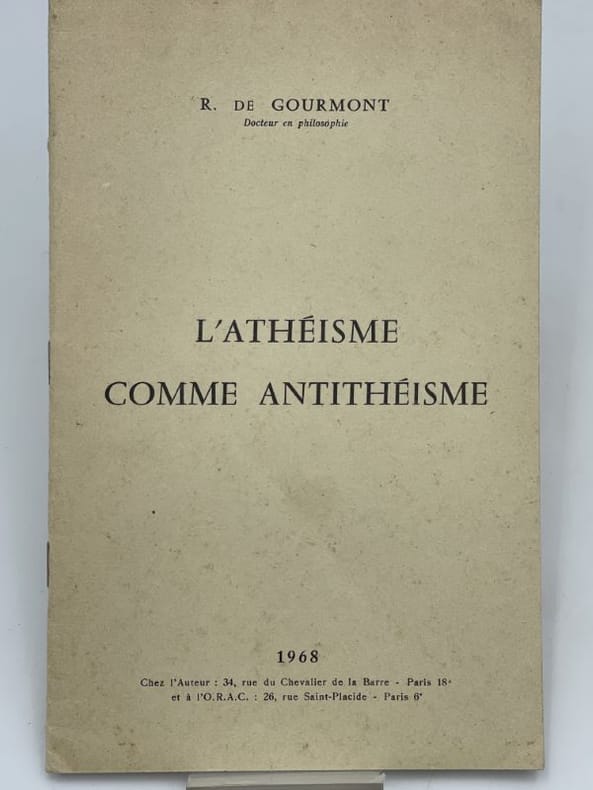 R. DE GOURMONT
Docteur en philosophie
L'ATHÉISME
COMME ANTITHÉISME
1968
Chez l'Auteur : 34, rue du Chevalier de la Barre - Paris 18e
et à l'O.R.A.C. : 26, rue Saint-Placide - Paris 6e